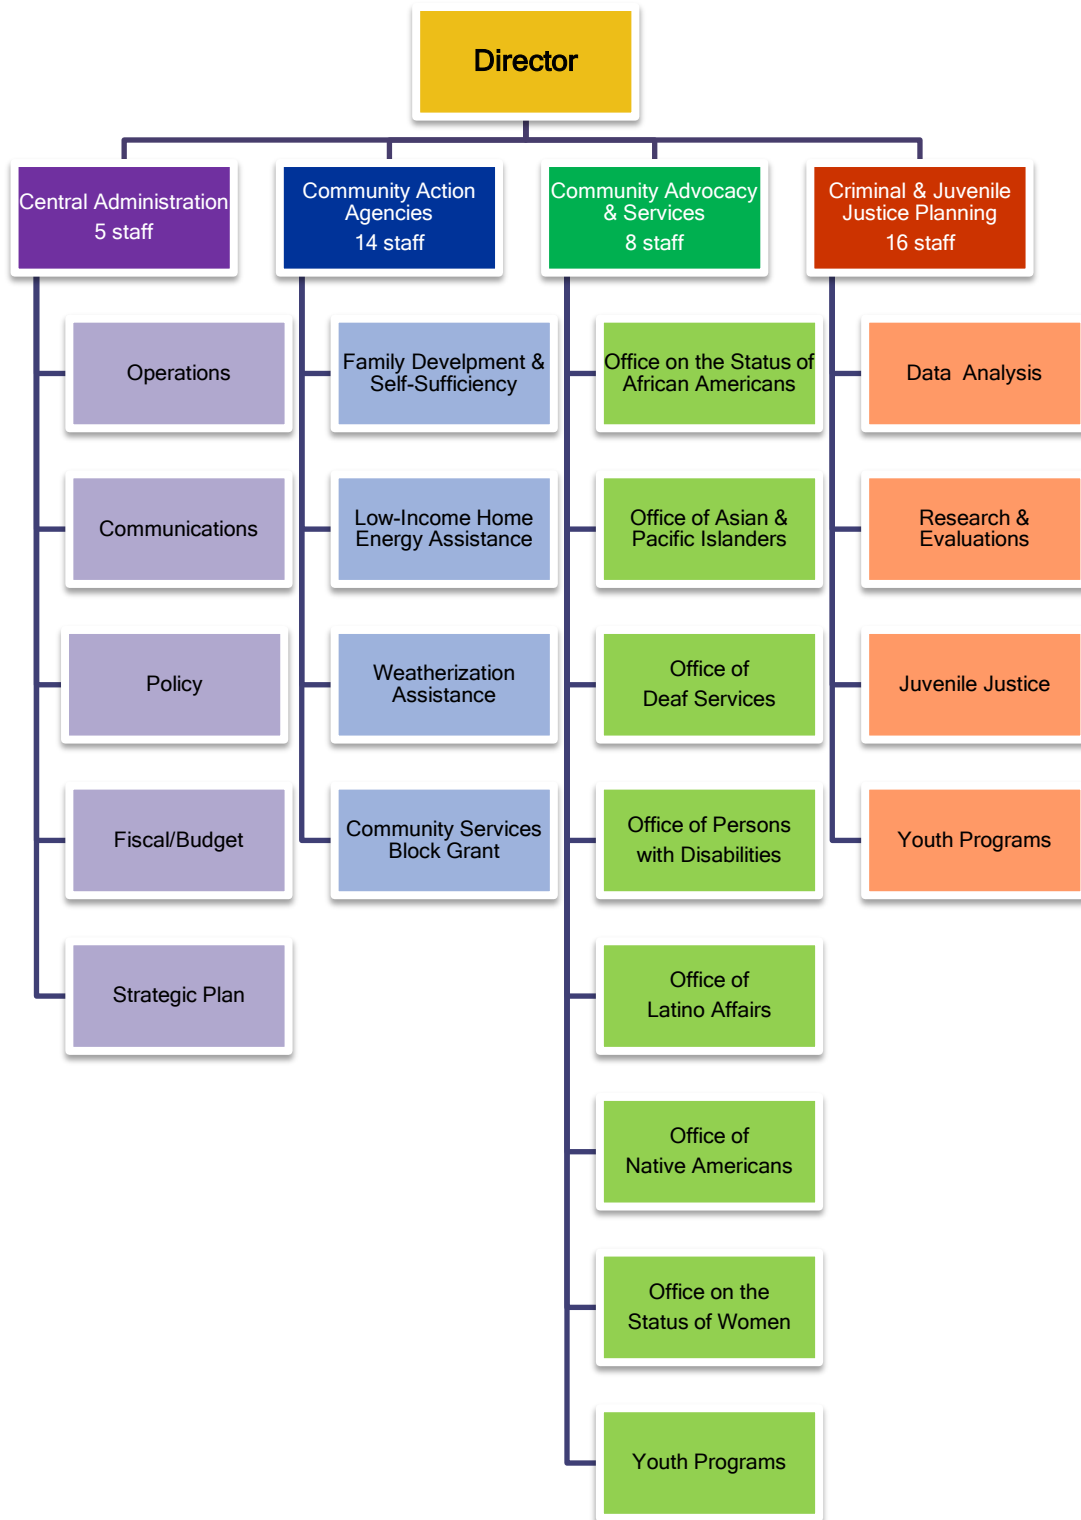 Director
Central Administration
5 staff
Community Action
Agencies
14 staff
Community Advocacy
& Services
8 staff
Criminal & Juvenile
Justice Planning
16 staff
Operations
Communications
Policy
Fiscal/Budget
Strategic Plan
Family Develpment &
Self-Sufficiency
Low-Income Home
Energy Assistance
Weatherization
Assistance
Community Services
Block Grant
Office on the Status of
African Americans
Office of Asian &
Pacific Islanders
Office of
Deaf Services
Office of Persons
with Disabilities
Office of
Latino Affairs
Office of
Native Americans
Office on the
Status of Women
Youth Programs
Data  Analysis
Research &
Evaluations
Juvenile Justice
Youth Programs